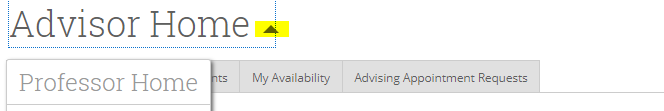 Advisor Home
Professor Home
nts My Availability Advising Appointment Requests